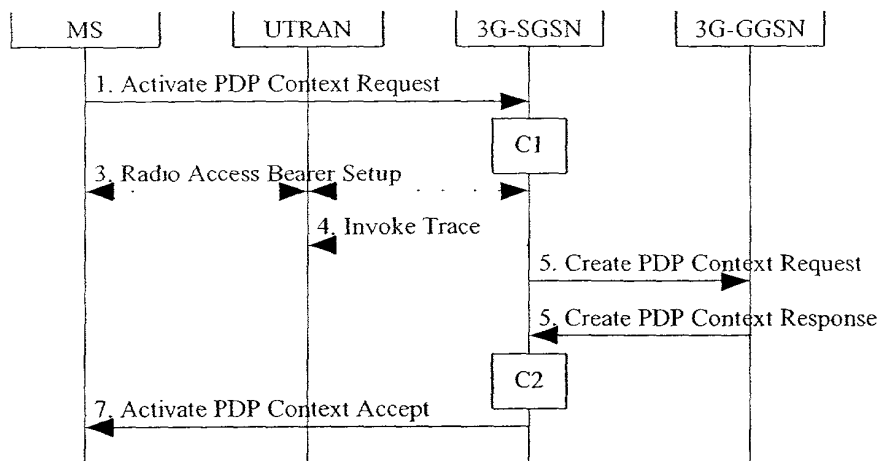 MS UTRAN 3G-SGSN 3G-GGSN
1. Activate PDP Context Request
C1
3. Radio Access Bearer Setup
4. Invoke Trace
5. Create PDP Context Request
5. Create PDP Context Response
C2
7. Activate PDP Context Accept